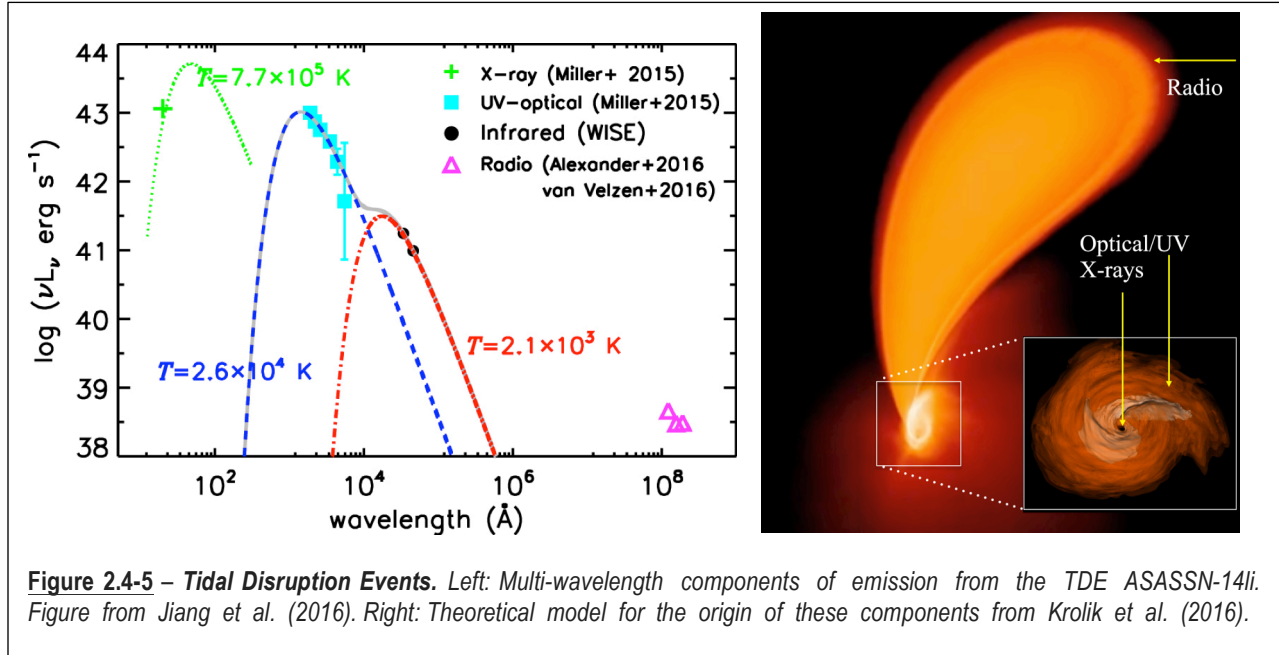 44
43
42
41
40
39
38
log (νLν erg s⁻¹)
T=7.7×10⁵ K
+ X-ray (Miller+ 2015)
■ UV-optical (Miller+2015)
● Infrared (WISE)
△ Radio (Alexander+2016
van Velzen+2016)
T=2.6×10⁴ K
T=2.1×10³ K
10² 10⁴ 10⁶ 10⁸
wavelength (Å)
Radio
Optical/UV
X-rays
Figure 2.4-5 – Tidal Disruption Events. Left: Multi-wavelength components of emission from the TDE ASASSN-14li.
Figure from Jiang et al. (2016). Right: Theoretical model for the origin of these components from Krolik et al. (2016).